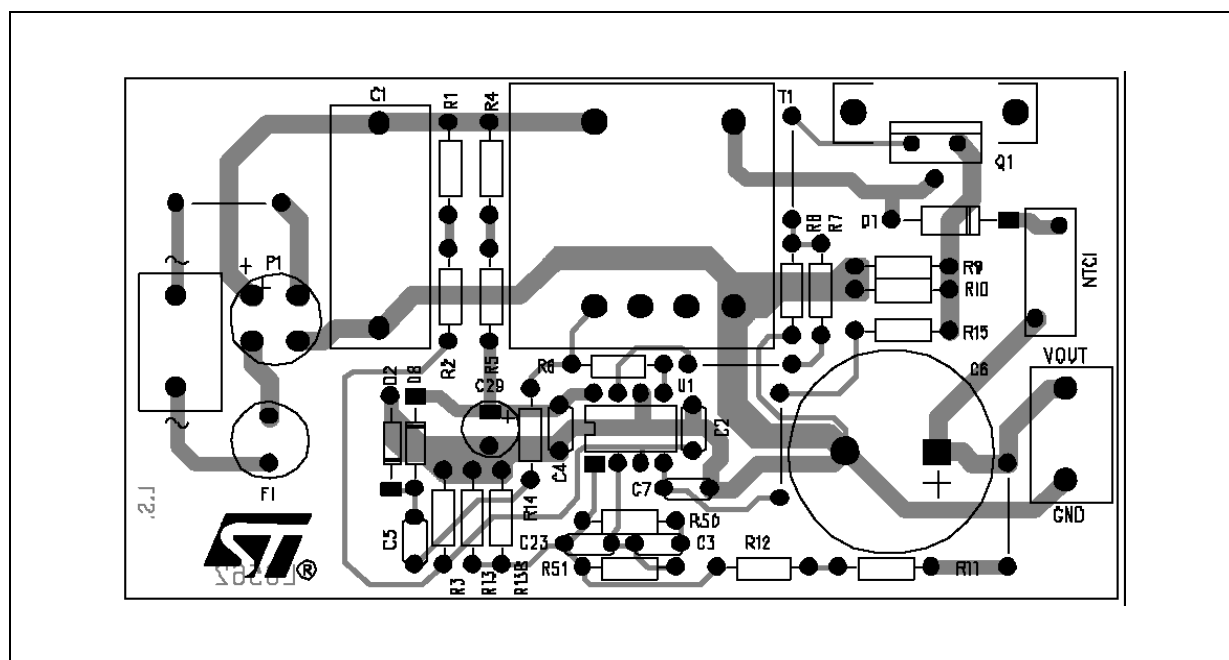 C1
R1
R4
T1
Q1
D1
R8
R7
NTC1
P1
+
+
~
~
R9
R10
R15
R2
R5
R6
D2
D8
C29
+
U1
C6
VOUT
+
GND
F1
C4
C2
C7
R14
C5
C23
R50
C3
R51
R12
R11
R3
R13
R13B
ST
®
L6562